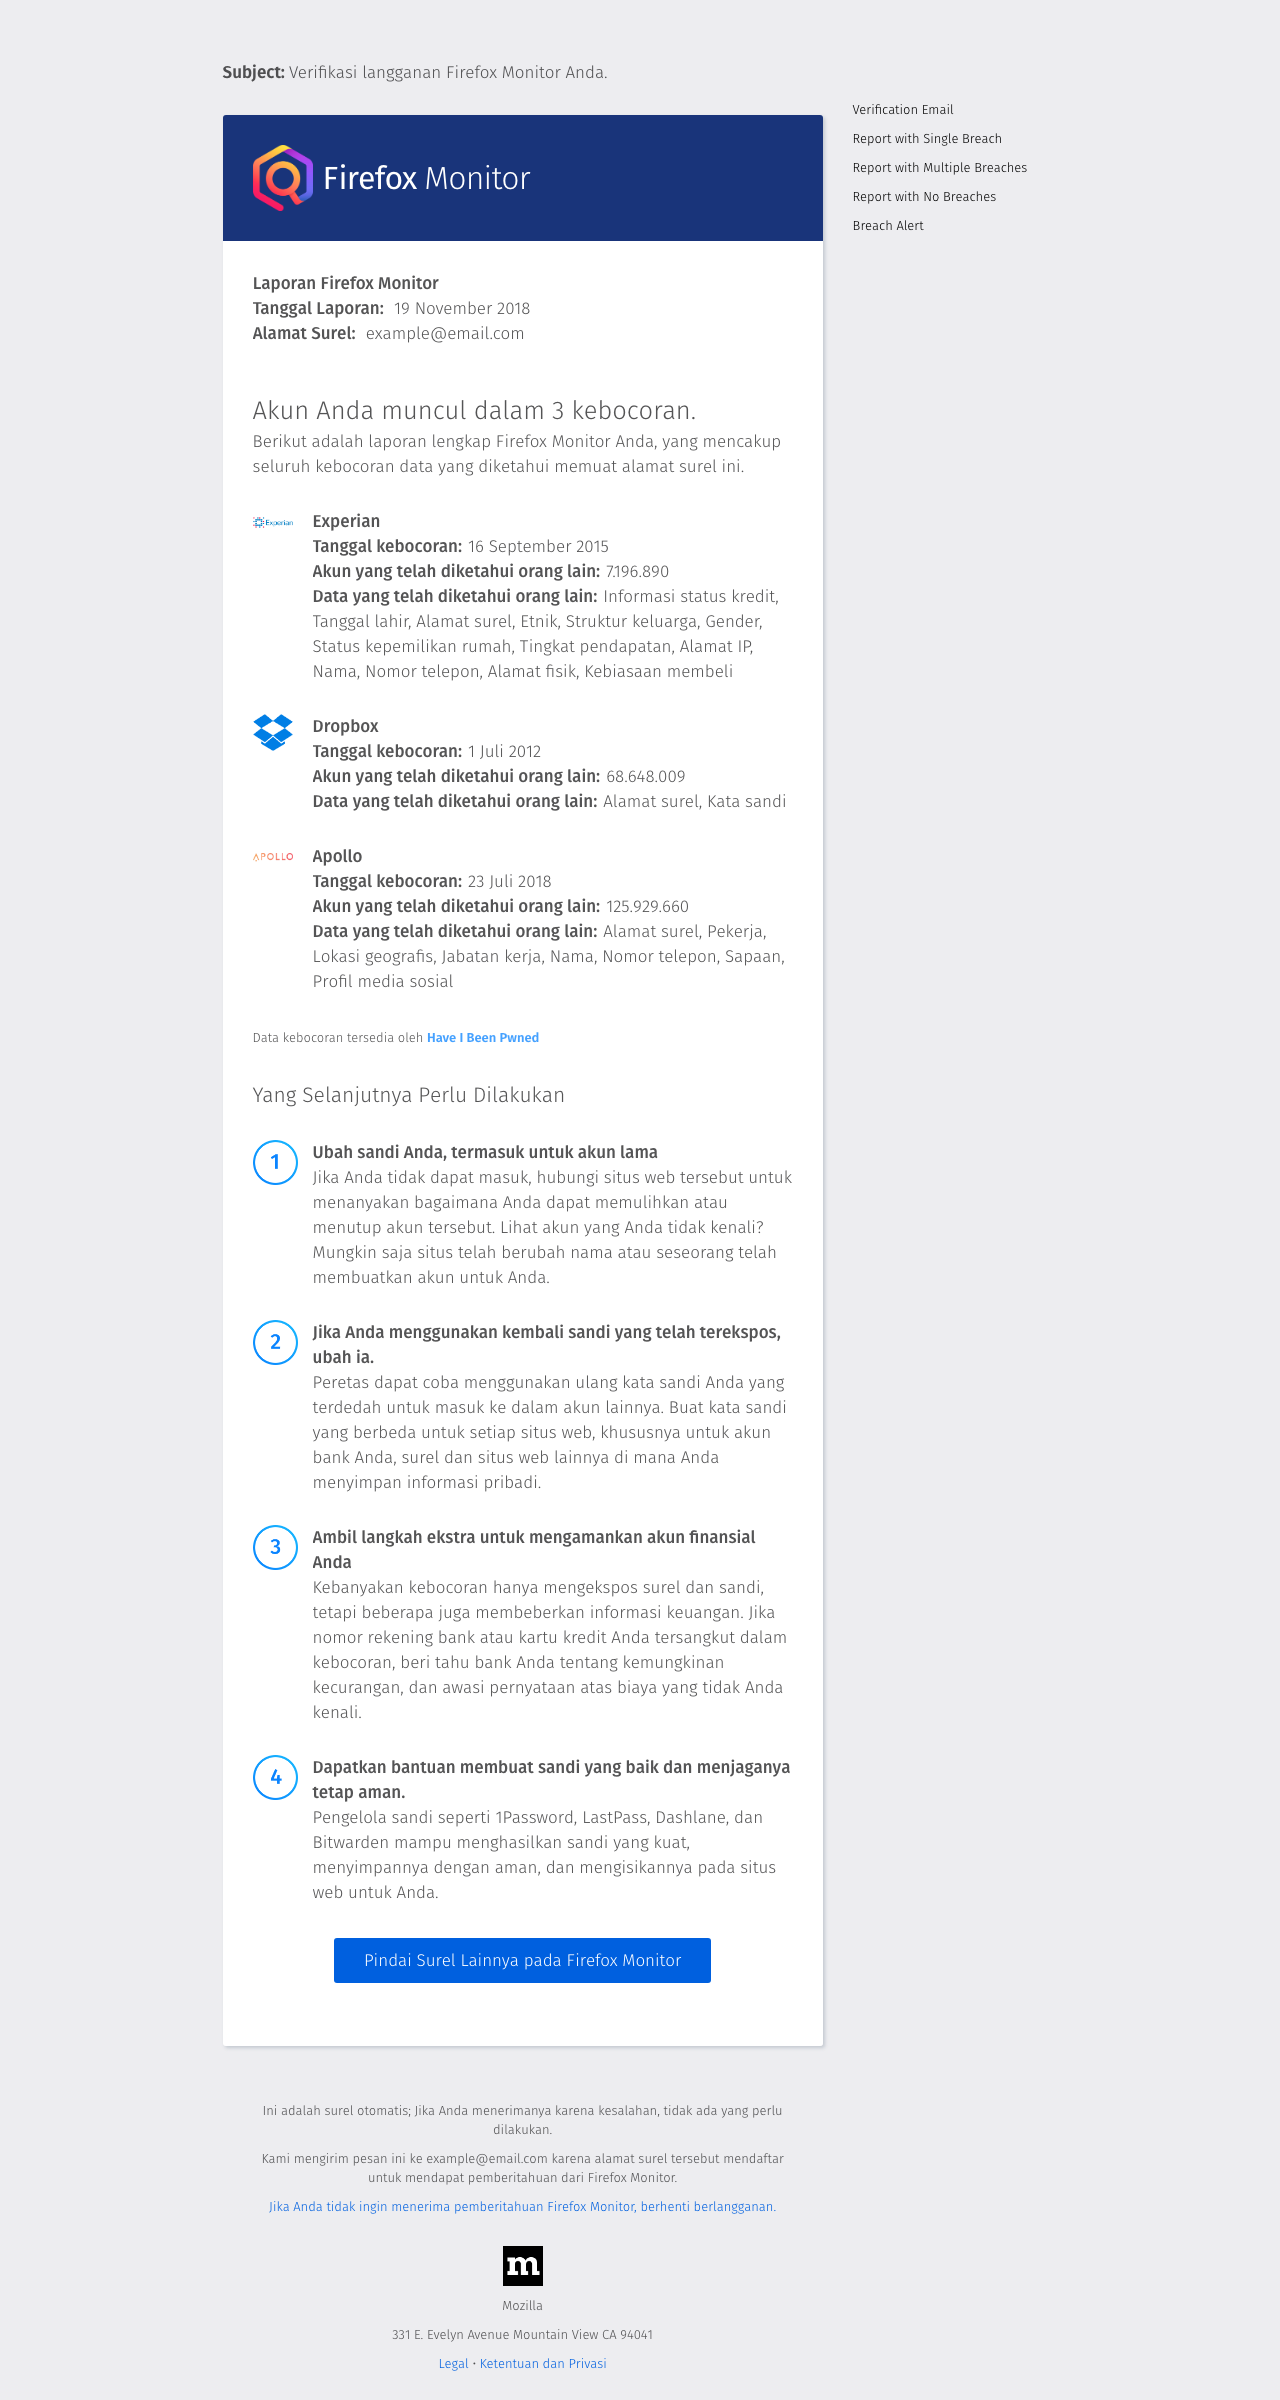 Subject: Verifikasi langganan Firefox Monitor Anda.
Verification Email
Report with Single Breach
Report with Multiple Breaches
Report with No Breaches
Breach Alert
Firefox Monitor
Laporan Firefox Monitor
Tanggal Laporan: 19 November 2018
Alamat Surel: example@email.com
Akun Anda muncul dalam 3 kebocoran.
Berikut adalah laporan lengkap Firefox Monitor Anda, yang mencakup
seluruh kebocoran data yang diketahui memuat alamat surel ini.
Experian
Experian
Tanggal kebocoran: 16 September 2015
Akun yang telah diketahui orang lain: 7.196.890
Data yang telah diketahui orang lain: Informasi status kredit,
Tanggal lahir, Alamat surel, Etnik, Struktur keluarga, Gender,
Status kepemilikan rumah, Tingkat pendapatan, Alamat IP,
Nama, Nomor telepon, Alamat fisik, Kebiasaan membeli
Dropbox
Tanggal kebocoran: 1 Juli 2012
Akun yang telah diketahui orang lain: 68.648.009
Data yang telah diketahui orang lain: Alamat surel, Kata sandi
APOLLO
Apollo
Tanggal kebocoran: 23 Juli 2018
Akun yang telah diketahui orang lain: 125.929.660
Data yang telah diketahui orang lain: Alamat surel, Pekerja,
Lokasi geografis, Jabatan kerja, Nama, Nomor telepon, Sapaan,
Profil media sosial
Data kebocoran tersedia oleh Have I Been Pwned
Yang Selanjutnya Perlu Dilakukan
1
Ubah sandi Anda, termasuk untuk akun lama
Jika Anda tidak dapat masuk, hubungi situs web tersebut untuk
menanyakan bagaimana Anda dapat memulihkan atau
menutup akun tersebut. Lihat akun yang Anda tidak kenali?
Mungkin saja situs telah berubah nama atau seseorang telah
membuatkan akun untuk Anda.
2
Jika Anda menggunakan kembali sandi yang telah terekspos,
ubah ia.
Peretas dapat coba menggunakan ulang kata sandi Anda yang
terdedah untuk masuk ke dalam akun lainnya. Buat kata sandi
yang berbeda untuk setiap situs web, khususnya untuk akun
bank Anda, surel dan situs web lainnya di mana Anda
menyimpan informasi pribadi.
3
Ambil langkah ekstra untuk mengamankan akun finansial
Anda
Kebanyakan kebocoran hanya mengekspos surel dan sandi,
tetapi beberapa juga membeberkan informasi keuangan. Jika
nomor rekening bank atau kartu kredit Anda tersangkut dalam
kebocoran, beri tahu bank Anda tentang kemungkinan
kecurangan, dan awasi pernyataan atas biaya yang tidak Anda
kenali.
4
Dapatkan bantuan membuat sandi yang baik dan menjaganya
tetap aman.
Pengelola sandi seperti 1Password, LastPass, Dashlane, dan
Bitwarden mampu menghasilkan sandi yang kuat,
menyimpannya dengan aman, dan mengisikannya pada situs
web untuk Anda.
Pindai Surel Lainnya pada Firefox Monitor
Ini adalah surel otomatis; Jika Anda menerimanya karena kesalahan, tidak ada yang perlu
dilakukan.
Kami mengirim pesan ini ke example@email.com karena alamat surel tersebut mendaftar
untuk mendapat pemberitahuan dari Firefox Monitor.
Jika Anda tidak ingin menerima pemberitahuan Firefox Monitor, berhenti berlangganan.
m
Mozilla
331 E. Evelyn Avenue Mountain View CA 94041
Legal • Ketentuan dan Privasi